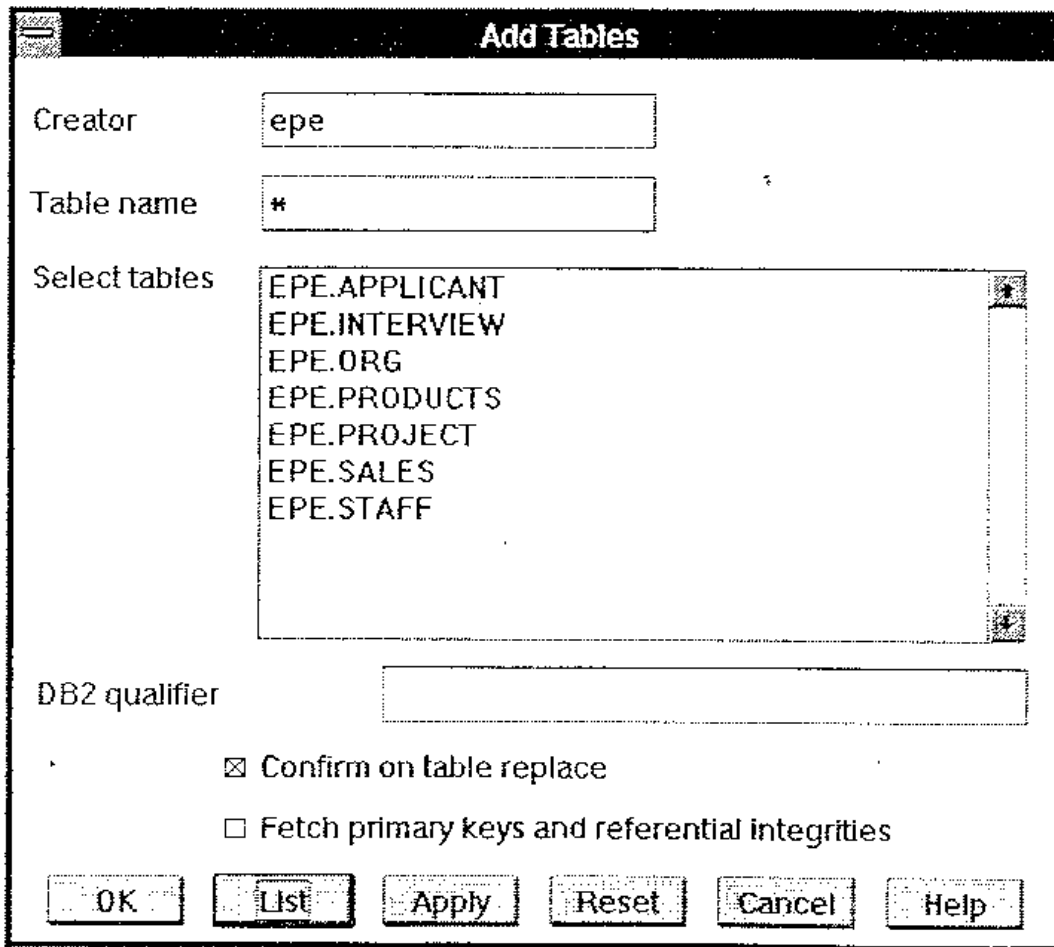 Add Tables
Creator epe
Table name *
Select tables
EPE.APPLICANT
EPE.INTERVIEW
EPE.ORG
EPE.PRODUCTS
EPE.PROJECT
EPE.SALES
EPE.STAFF
DB2 qualifier
Confirm on table replace
Fetch primary keys and referential integrities
OK List Apply Reset Cancel Help